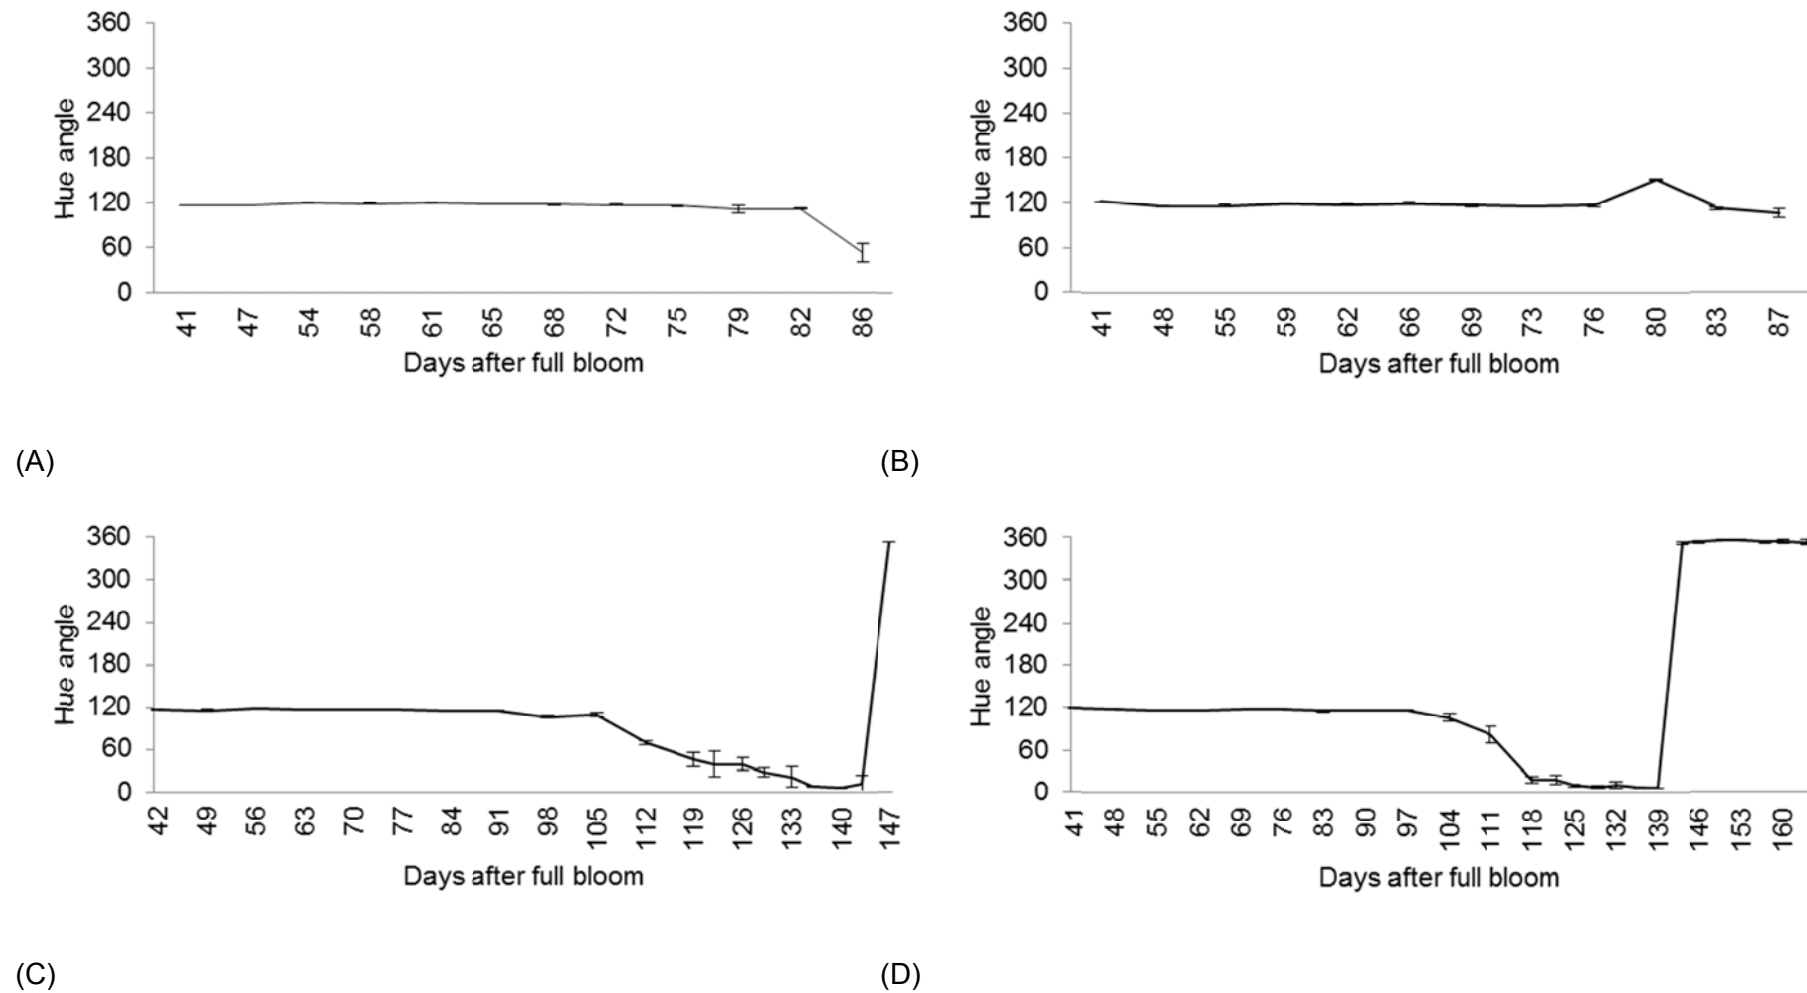 360
300
240
180
120
60
0
Hue angle
41 47 54 58 61 65 68 72 75 79 82 86
Days after full bloom
(A)
360
300
240
180
120
60
0
Hue angle
41 48 55 59 62 66 69 73 76 80 83 87
Days after full bloom
(B)
360
300
240
180
120
60
0
Hue angle
42 49 56 63 70 77 84 91 98 105 112 119 126 133 140 147
Days after full bloom
(C)
360
300
240
180
120
60
0
Hue angle
41 48 55 62 69 76 83 90 97 104 111 118 125 132 139 146 153 160
Days after full bloom
(D)